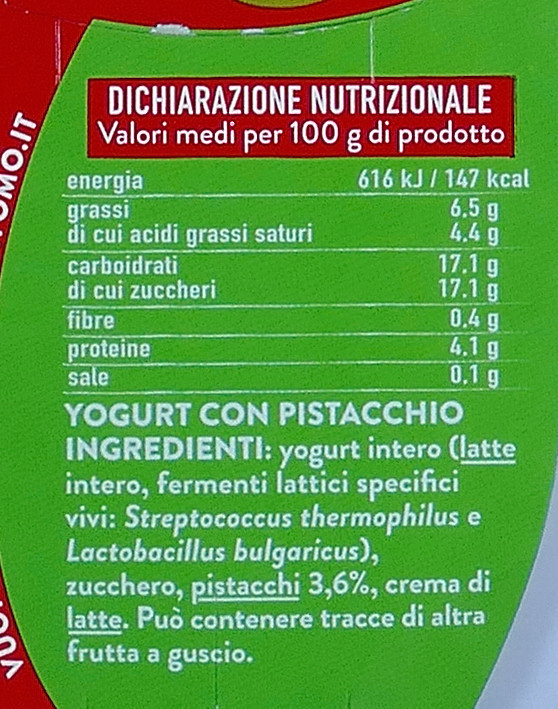 DICHIARAZIONE NUTRIZIONALE
Valori medi per 100 g di prodotto
energia 616 kJ / 147 kcal
grassi 6.5 g
di cui acidi grassi saturi 4.4 g
carboidrati 17.1 g
di cui zuccheri 17.1 g
fibre 0.4 g
proteine 4.1 g
sale 0.1 g
YOGURT CON PISTACCHIO
INGREDIENTI: yogurt intero (latte
intero, fermenti lattici specifici
vivi: Streptococcus thermophilus e
Lactobacillus bulgaricus),
zucchero, pistacchi 3,6%, crema di
latte. Può contenere tracce di altra
frutta a guscio.
OMO.IT